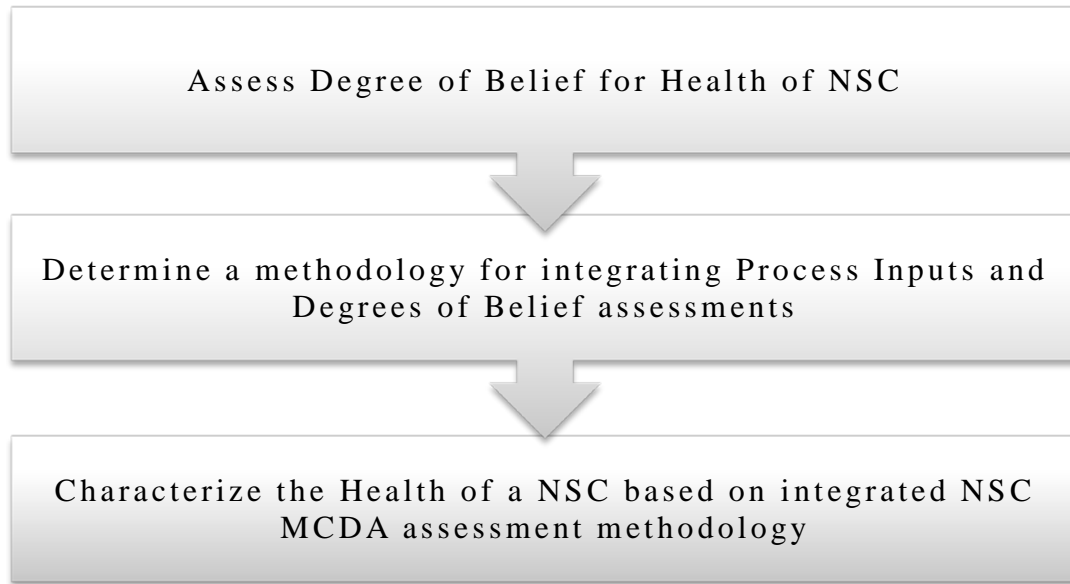 Assess Degree of Belief for Health of NSC
Determine a methodology for integrating Process Inputs and
Degrees of Belief assessments
Characterize the Health of a NSC based on integrated NSC
MCDA assessment methodology